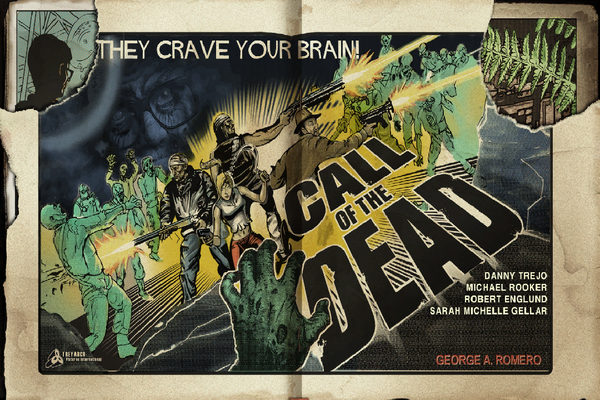 THEY CRAVE YOUR BRAIN!
CALL
OF THE
DEAD
DANNY TREJO
MICHAEL ROOKER
ROBERT ENGLUND
SARAH MICHELLE GELLAR
TREYARCH
GEORGE A. ROMERO